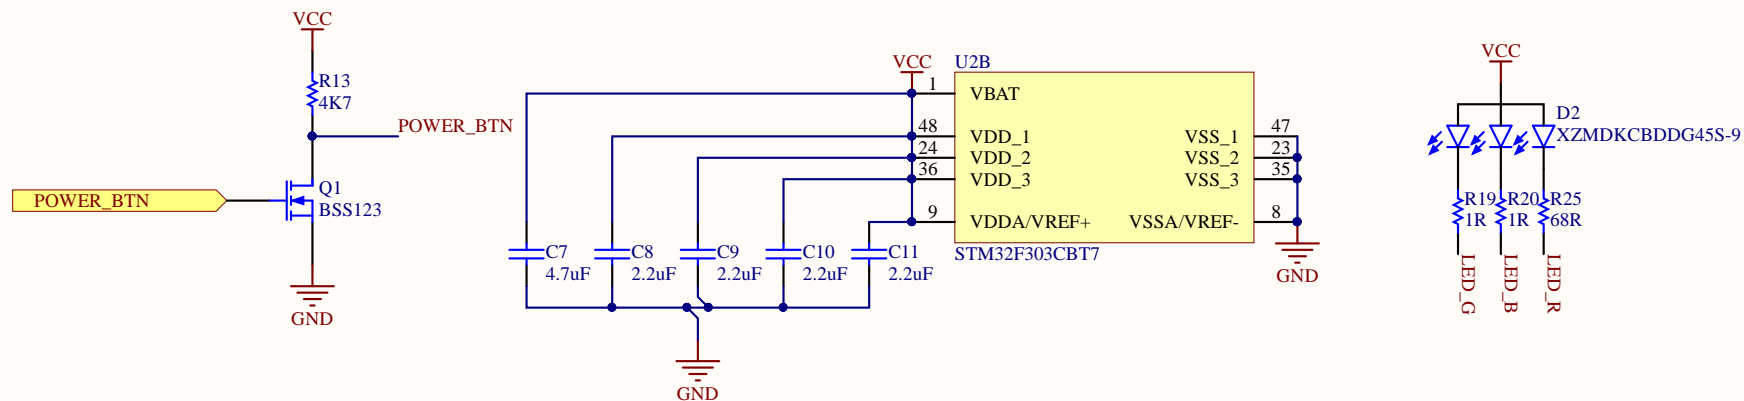 VCC
R13
4K7
POWER_BTN
POWER_BTN
Q1
BSS123
GND
VCC
U2B
1
VBAT
48
VDD_1
24
VDD_2
36
VDD_3
9
VDDA/VREF+
47
VSS_1
23
VSS_2
35
VSS_3
8
VSSA/VREF-
STM32F303CBT7
GND
C7
4.7uF
C8
2.2uF
C9
2.2uF
C10
2.2uF
C11
2.2uF
GND
VCC
D2
XZMDKCBDDG45S-9
R19
1R
R20
1R
R25
68R
LED_G
LED_B
LED_R